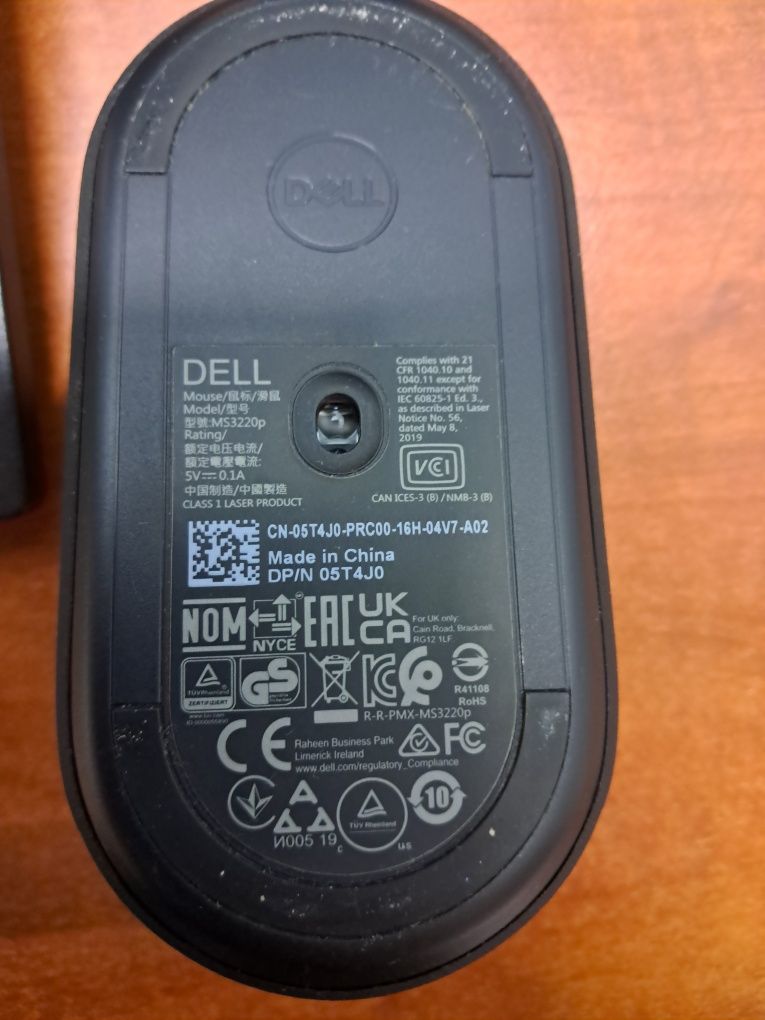 DELL
DELL
Mouse/鼠标/滑鼠
Model/型号
型號:MS3220p
Rating/
额定电压电流/
額定電壓電流:
5V⎓0.1A
中国制造/中國製造
CLASS 1 LASER PRODUCT
Complies with 21
CFR 1040.10 and
1040.11 except for
conformance with
IEC 60825-1 Ed. 3.,
as described in Laser
Notice No. 56,
dated May 8,
2019
VCI
CAN ICES-3 (B) / NMB-3 (B)
CN-05T4J0-PRC00-16H-04V7-A02
Made in China
DP/N 05T4J0
NOM
NYCE
EAC
UK
CA
For UK only:
Cain Road, Bracknell,
RG12 1LF
TÜVRheinland
ZERTIFIZIERT
GS
R41108
RoHS
R-R-PMX-MS3220p
CE
Raheen Business Park
Limerick Ireland
www.dell.com/regulatory_Compliance
FC
И005 19
TÜV Rheinland
c us
10